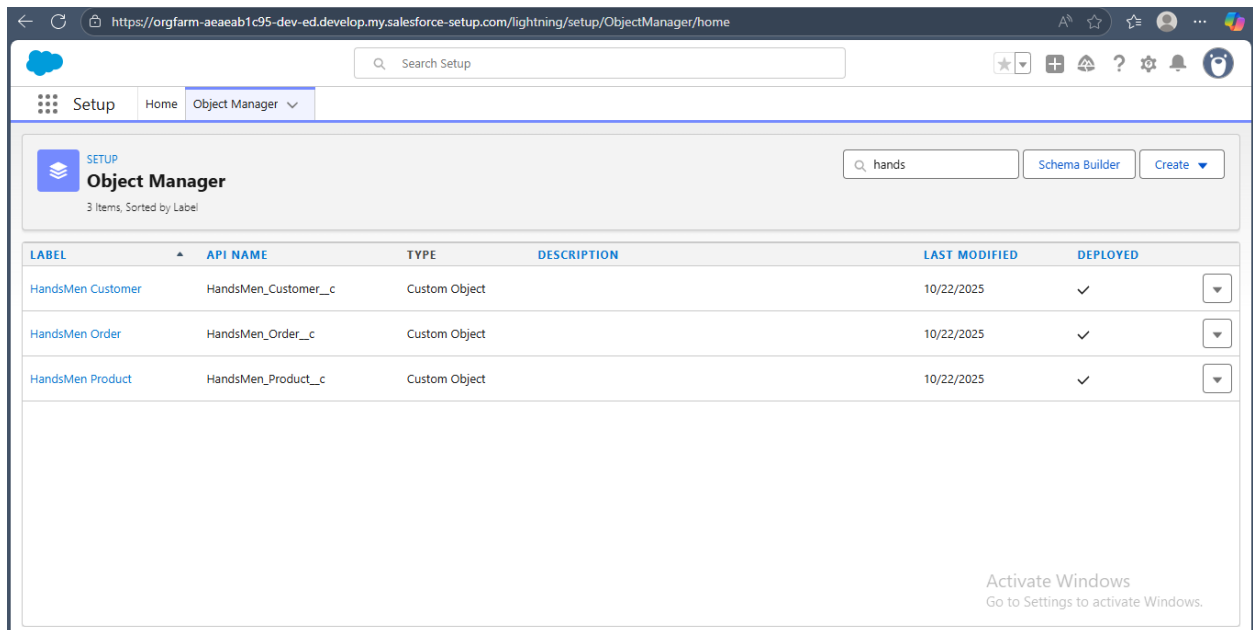 https://orgfarm-aeaeab1c95-dev-ed.develop.my.salesforce-setup.com/lightning/setup/ObjectManager/home
Search Setup
Setup Home Object Manager
SETUP
Object Manager
3 Items, Sorted by Label
hands Schema Builder Create
LABEL API NAME TYPE DESCRIPTION LAST MODIFIED DEPLOYED
HandsMen Customer HandsMen_Customer__c Custom Object 10/22/2025
HandsMen Order HandsMen_Order__c Custom Object 10/22/2025
HandsMen Product HandsMen_Product__c Custom Object 10/22/2025
Activate Windows
Go to Settings to activate Windows.